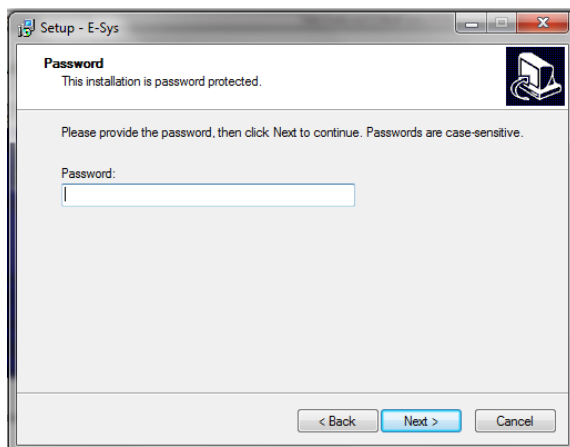 Setup - E-Sys
Password
This installation is password protected.
Please provide the password, then click Next to continue. Passwords are case-sensitive.
Password:
< Back
Next >
Cancel